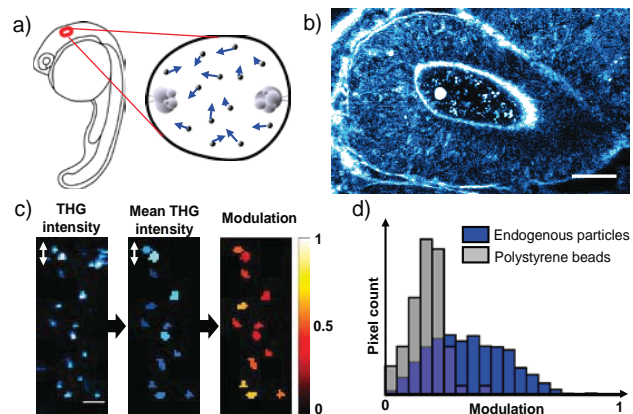 a)
b)
c)
THG
intensity
Mean THG
intensity
Modulation
1
0.5
0
d)
Endogenous particles
Polystyrene beads
Pixel count
0
Modulation
1